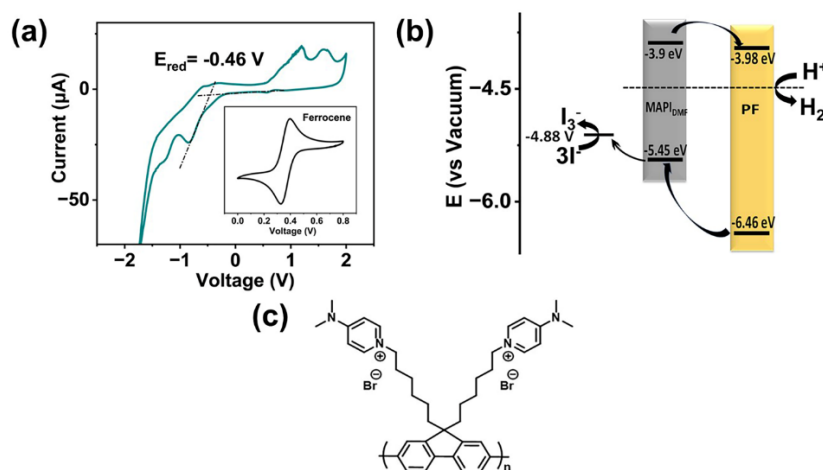 (a)
E_red= -0.46 V
Current (µA)
0
−50
−2
−1
0
1
2
Voltage (V)
Ferrocene
0.0
0.2
0.4
0.6
0.8
Voltage (V)
(b)
E (vs Vacuum)
-4.5
-6.0
I₃⁻
-4.88 V
3I⁻
-3.9 eV
MAPI_DMF
-5.45 eV
-3.98 eV
PF
-6.46 eV
H⁺
H₂
(c)
N
N
N
⊕
N
⊕
⊖
Br
⊖
Br
n